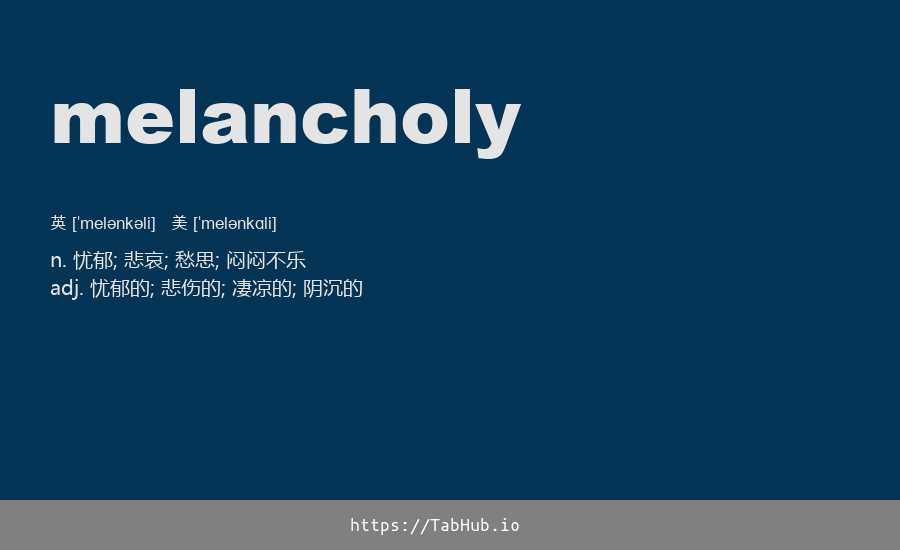 melancholy
英 [ˈmelənkəli] 美 [ˈmelənkɑli]
n. 忧郁; 悲哀; 愁思; 闷闷不乐
adj. 忧郁的; 悲伤的; 凄凉的; 阴沉的
https://TabHub.io